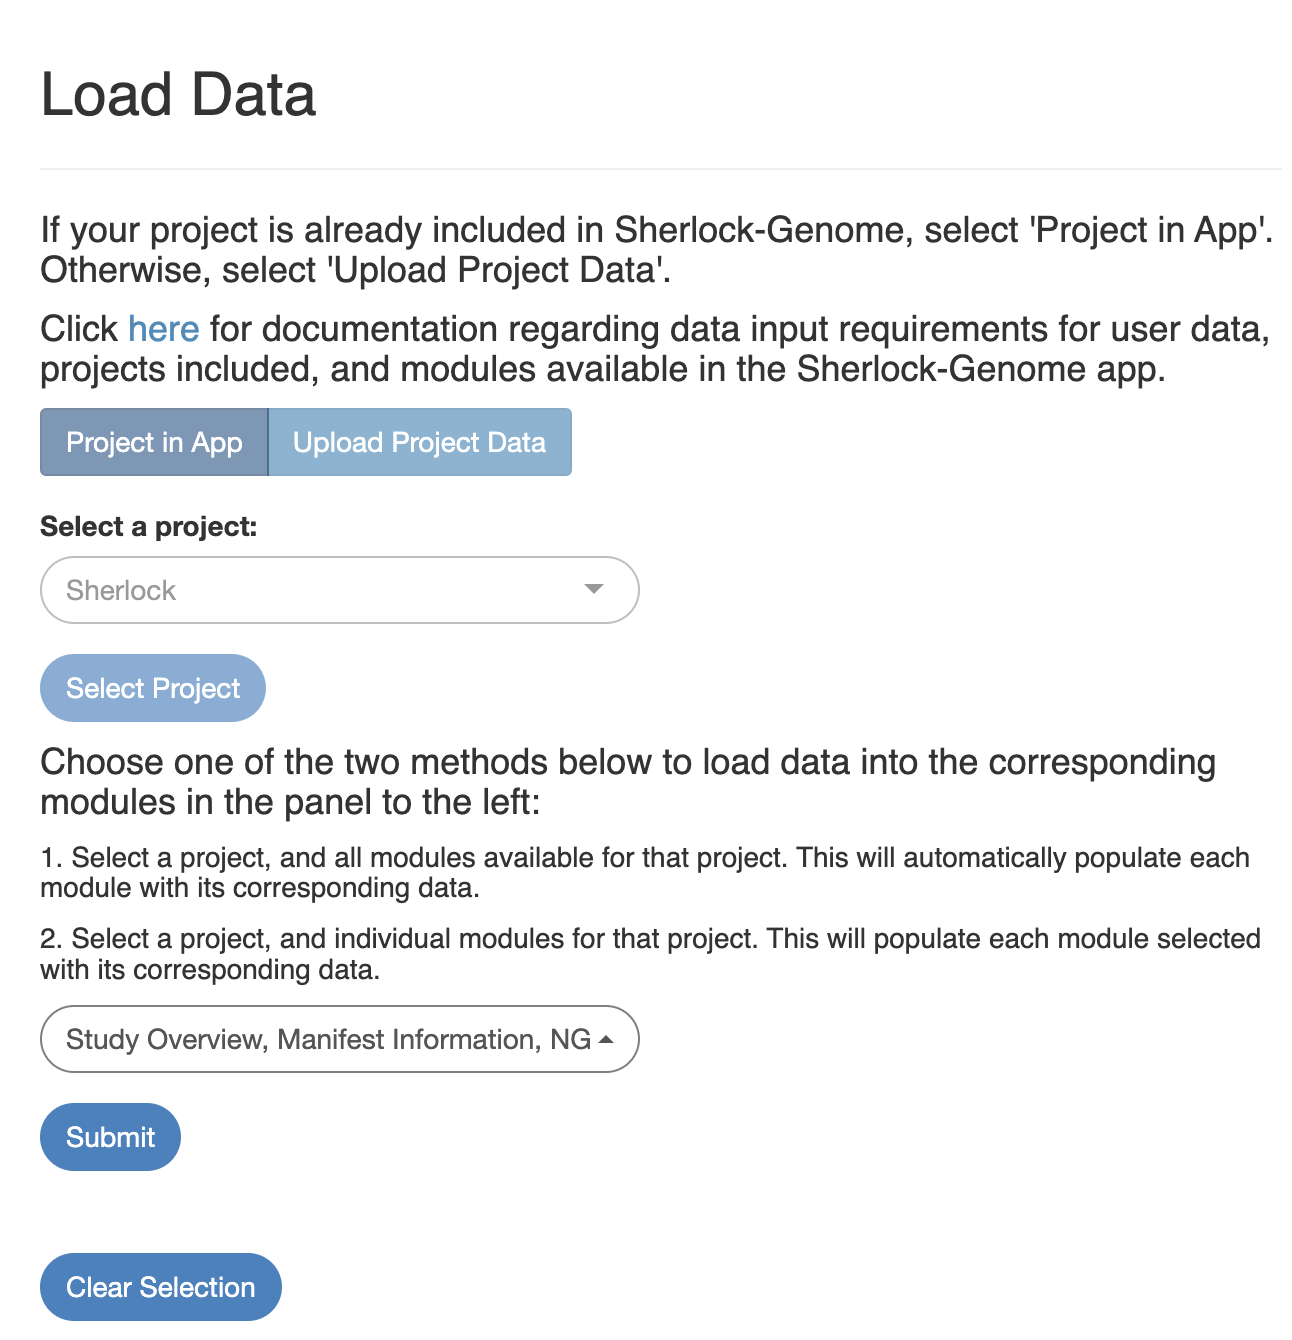 Load Data
If your project is already included in Sherlock-Genome, select 'Project in App'.
Otherwise, select 'Upload Project Data'.
Click here for documentation regarding data input requirements for user data,
projects included, and modules available in the Sherlock-Genome app.
Project in App Upload Project Data
Select a project:
Sherlock
Select Project
Choose one of the two methods below to load data into the corresponding
modules in the panel to the left:
1. Select a project, and all modules available for that project. This will automatically populate each
module with its corresponding data.
2. Select a project, and individual modules for that project. This will populate each module selected
with its corresponding data.
Study Overview, Manifest Information, NG
Submit
Clear Selection